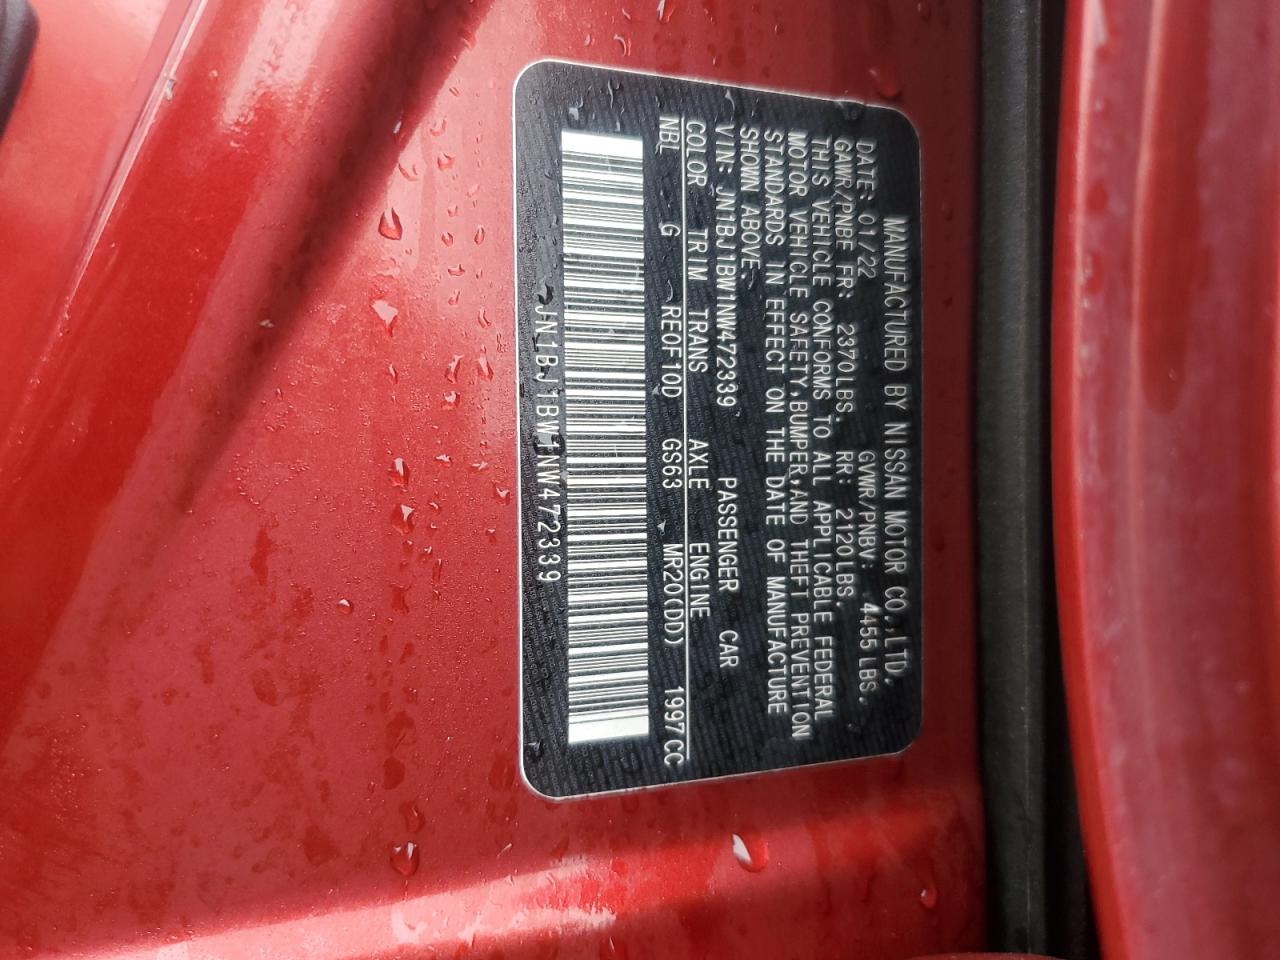 MANUFACTURED BY NISSAN MOTOR CO.,LTD.
DATE: 01/22 GVWR/PNBV: 4455 LBS.
GAWR/PNBE FR: 2370LBS. RR: 2120LBS.
THIS VEHICLE CONFORMS TO ALL APPLICABLE FEDERAL
MOTOR VEHICLE SAFETY,BUMPER,AND THEFT PREVENTION
STANDARDS IN EFFECT ON THE DATE OF MANUFACTURE
SHOWN ABOVE.
VIN: JN1BJ1BW1NW472339 PASSENGER CAR
COLOR TRIM TRANS AXLE ENGINE
NBL G RE0F10D GS63 MR20(DD) 1997CC
JN1BJ1BW1NW472339